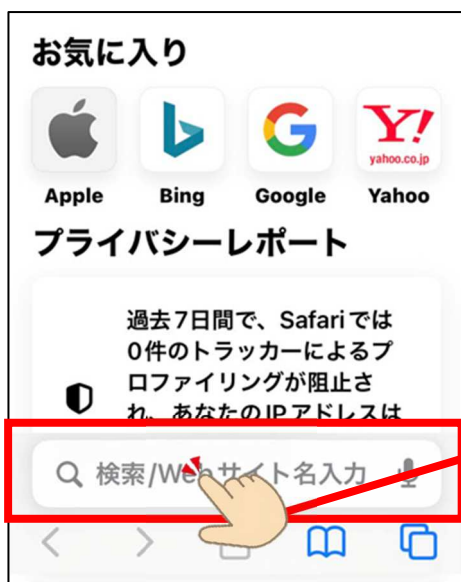 お気に入り
Y!
yahoo.co.jp
Apple Bing Google Yahoo
プライバシーレポート
過去7日間で、Safariでは
0件のトラッカーによるプ
ロファイリングが阻止さ
れ、あなたのIPアドレスは
検索/Webサイト名入力